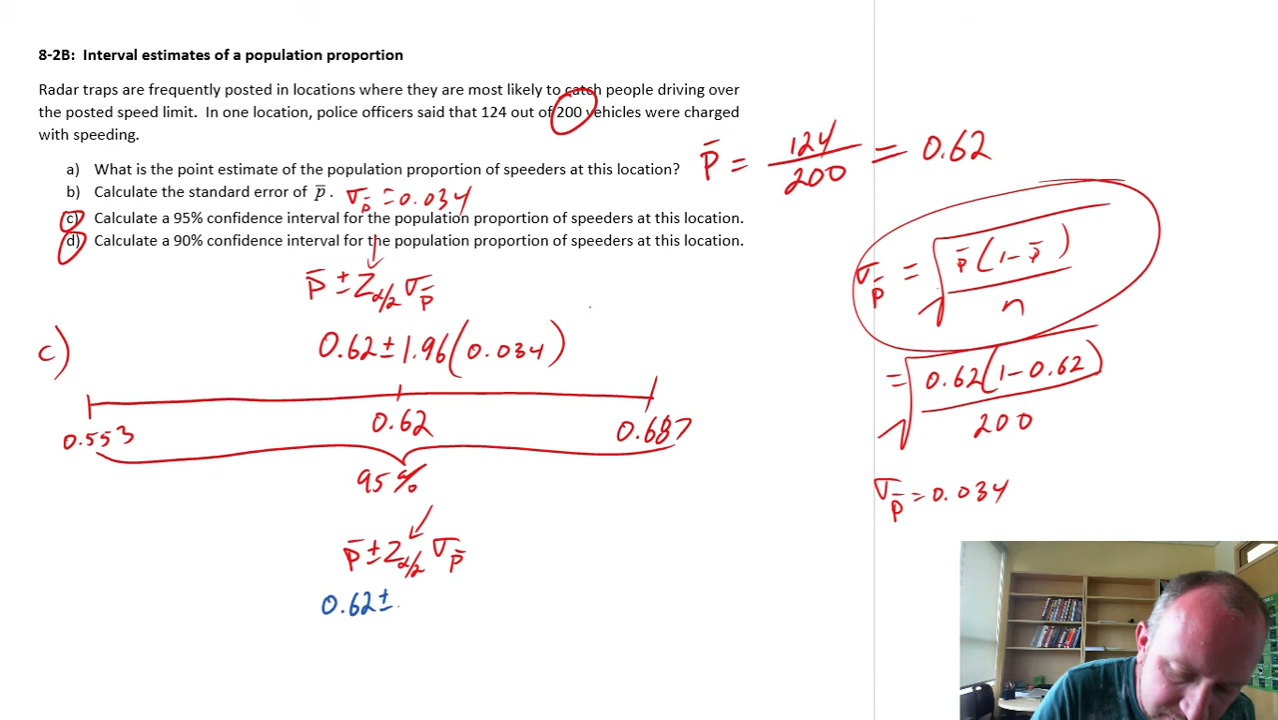 8-2B: Interval estimates of a population proportion
Radar traps are frequently posted in locations where they are most likely to catch people driving over
the posted speed limit. In one location, police officers said that 124 out of 200 vehicles were charged
with speeding.
a) What is the point estimate of the population proportion of speeders at this location?
b) Calculate the standard error of p̄. σp̄ = 0.034
c) Calculate a 95% confidence interval for the population proportion of speeders at this location.
d) Calculate a 90% confidence interval for the population proportion of speeders at this location.
p̄ = 124/200 = 0.62
σp̄ = √(p̄(1-p̄)/n)
= √(0.62(1-0.62)/200)
σp̄ = 0.034
p̄ ± Zα/2 σp̄
c) 0.62 ± 1.96(0.034)
0.553 0.62 0.687
95%
p̄ ± Zα/2 σp̄
0.62 ±